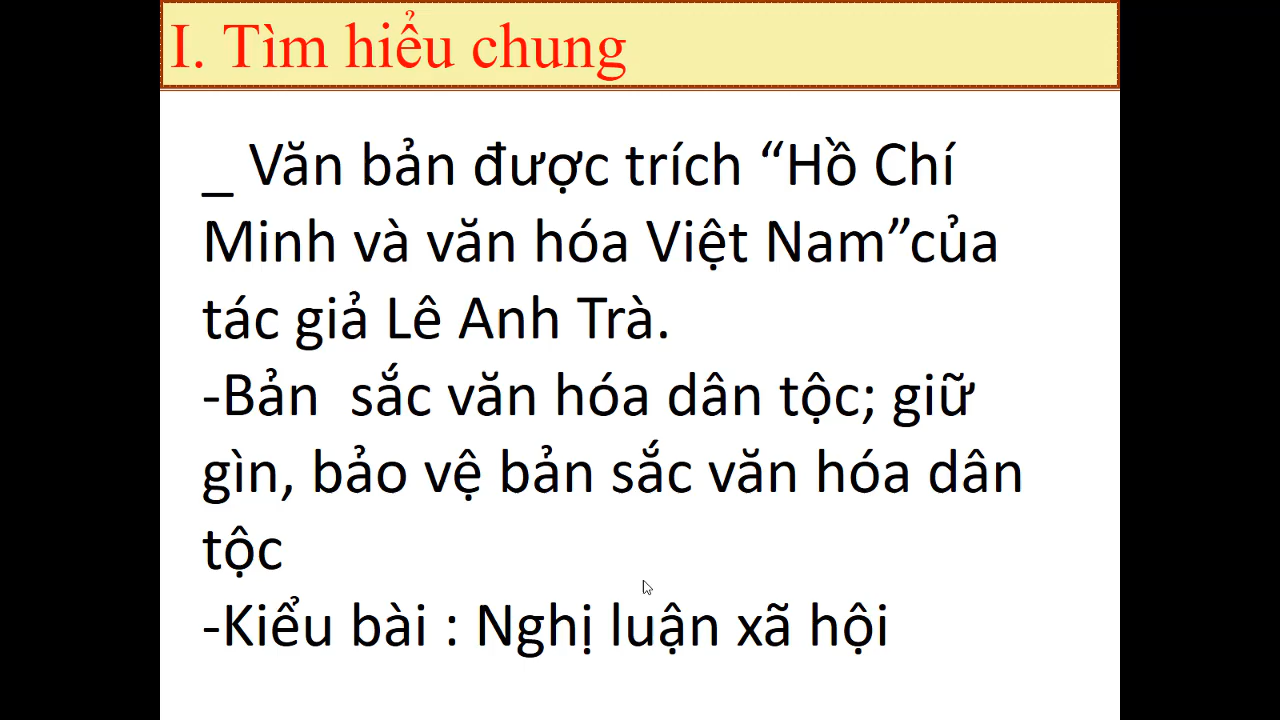 I. Tìm hiểu chung
_ Văn bản được trích “Hồ Chí
Minh và văn hóa Việt Nam”của
tác giả Lê Anh Trà.
-Bản  sắc văn hóa dân tộc; giữ
gìn, bảo vệ bản sắc văn hóa dân
tộc
-Kiểu bài : Nghị luận xã hội